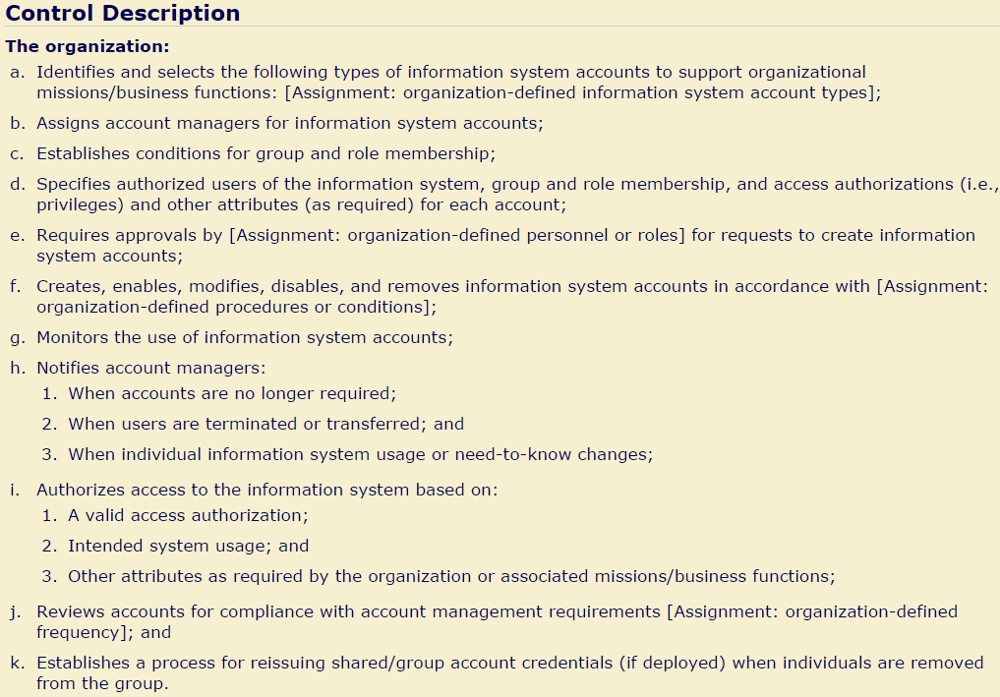 Control Description
The organization:
a. Identifies and selects the following types of information system accounts to support organizational
missions/business functions: [Assignment: organization-defined information system account types];
b. Assigns account managers for information system accounts;
c. Establishes conditions for group and role membership;
d. Specifies authorized users of the information system, group and role membership, and access authorizations (i.e.,
privileges) and other attributes (as required) for each account;
e. Requires approvals by [Assignment: organization-defined personnel or roles] for requests to create information
system accounts;
f. Creates, enables, modifies, disables, and removes information system accounts in accordance with [Assignment:
organization-defined procedures or conditions];
g. Monitors the use of information system accounts;
h. Notifies account managers:
1. When accounts are no longer required;
2. When users are terminated or transferred; and
3. When individual information system usage or need-to-know changes;
i. Authorizes access to the information system based on:
1. A valid access authorization;
2. Intended system usage; and
3. Other attributes as required by the organization or associated missions/business functions;
j. Reviews accounts for compliance with account management requirements [Assignment: organization-defined
frequency]; and
k. Establishes a process for reissuing shared/group account credentials (if deployed) when individuals are removed
from the group.